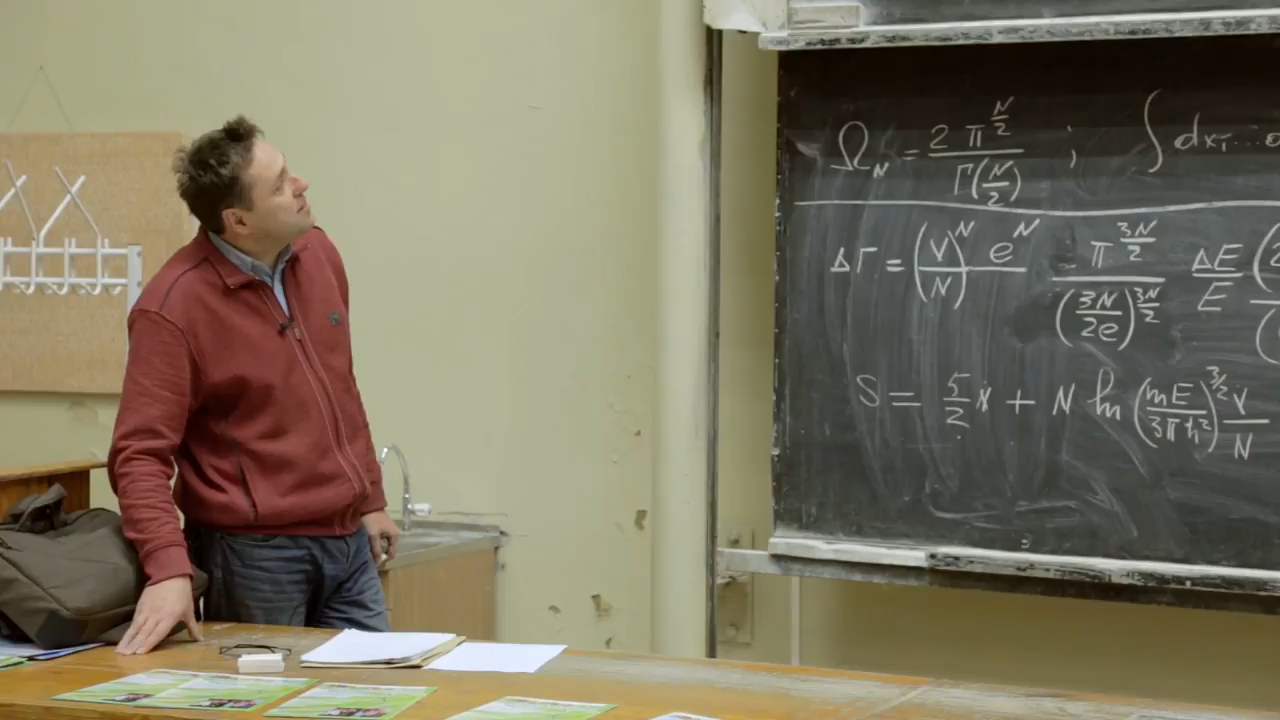 Ω_N = 2 π^{N/2} / Γ(N/2) ; ∫ dx₁...
ΔΓ = (V/N)^N e^N π^{3N/2} / (3N/2e)^{3N/2} ΔE/E (
S = 5/2 N + N ln (mE/3πħ²)^{3/2} V/N